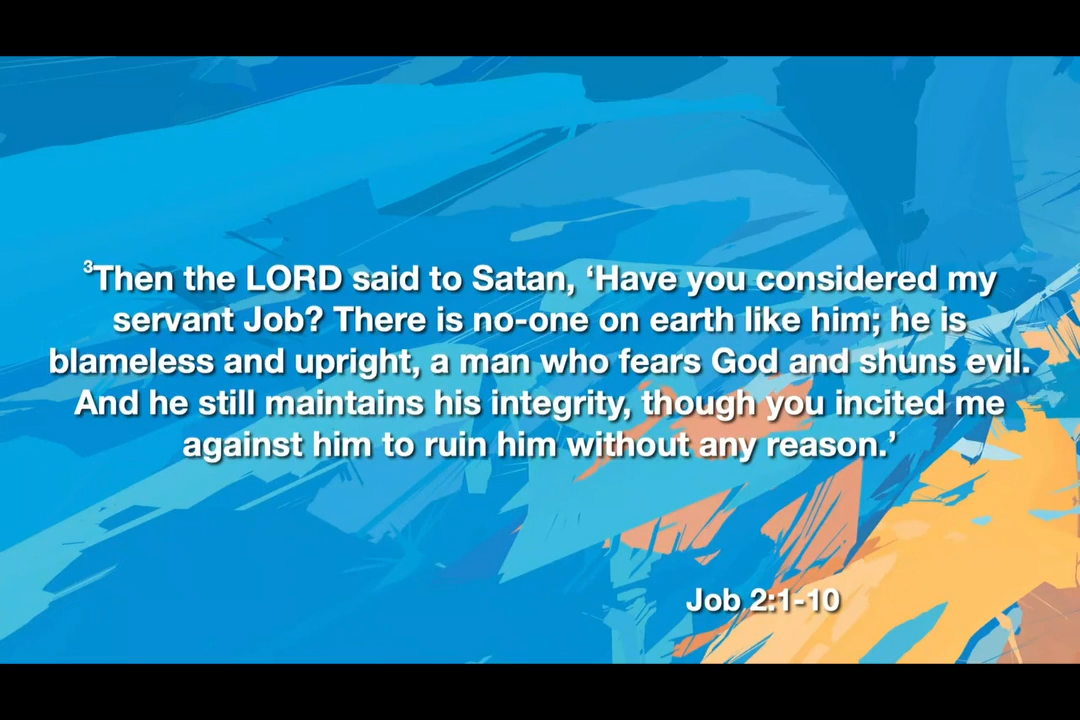 ³Then the LORD said to Satan, ‘Have you considered my
servant Job? There is no-one on earth like him; he is
blameless and upright, a man who fears God and shuns evil.
And he still maintains his integrity, though you incited me
against him to ruin him without any reason.’
Job 2:1-10